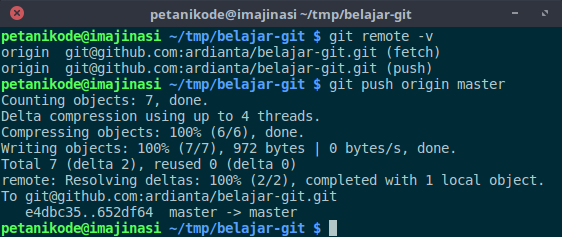 petanikode@imajinasi ~/tmp/belajar-git
petanikode@imajinasi ~/tmp/belajar-git $ git remote -v
origin  git@github.com:ardianta/belajar-git.git (fetch)
origin  git@github.com:ardianta/belajar-git.git (push)
petanikode@imajinasi ~/tmp/belajar-git $ git push origin master
Counting objects: 7, done.
Delta compression using up to 4 threads.
Compressing objects: 100% (6/6), done.
Writing objects: 100% (7/7), 972 bytes | 0 bytes/s, done.
Total 7 (delta 2), reused 0 (delta 0)
remote: Resolving deltas: 100% (2/2), completed with 1 local object.
To git@github.com:ardianta/belajar-git.git
   e4dbc35..652df64  master -> master
petanikode@imajinasi ~/tmp/belajar-git $